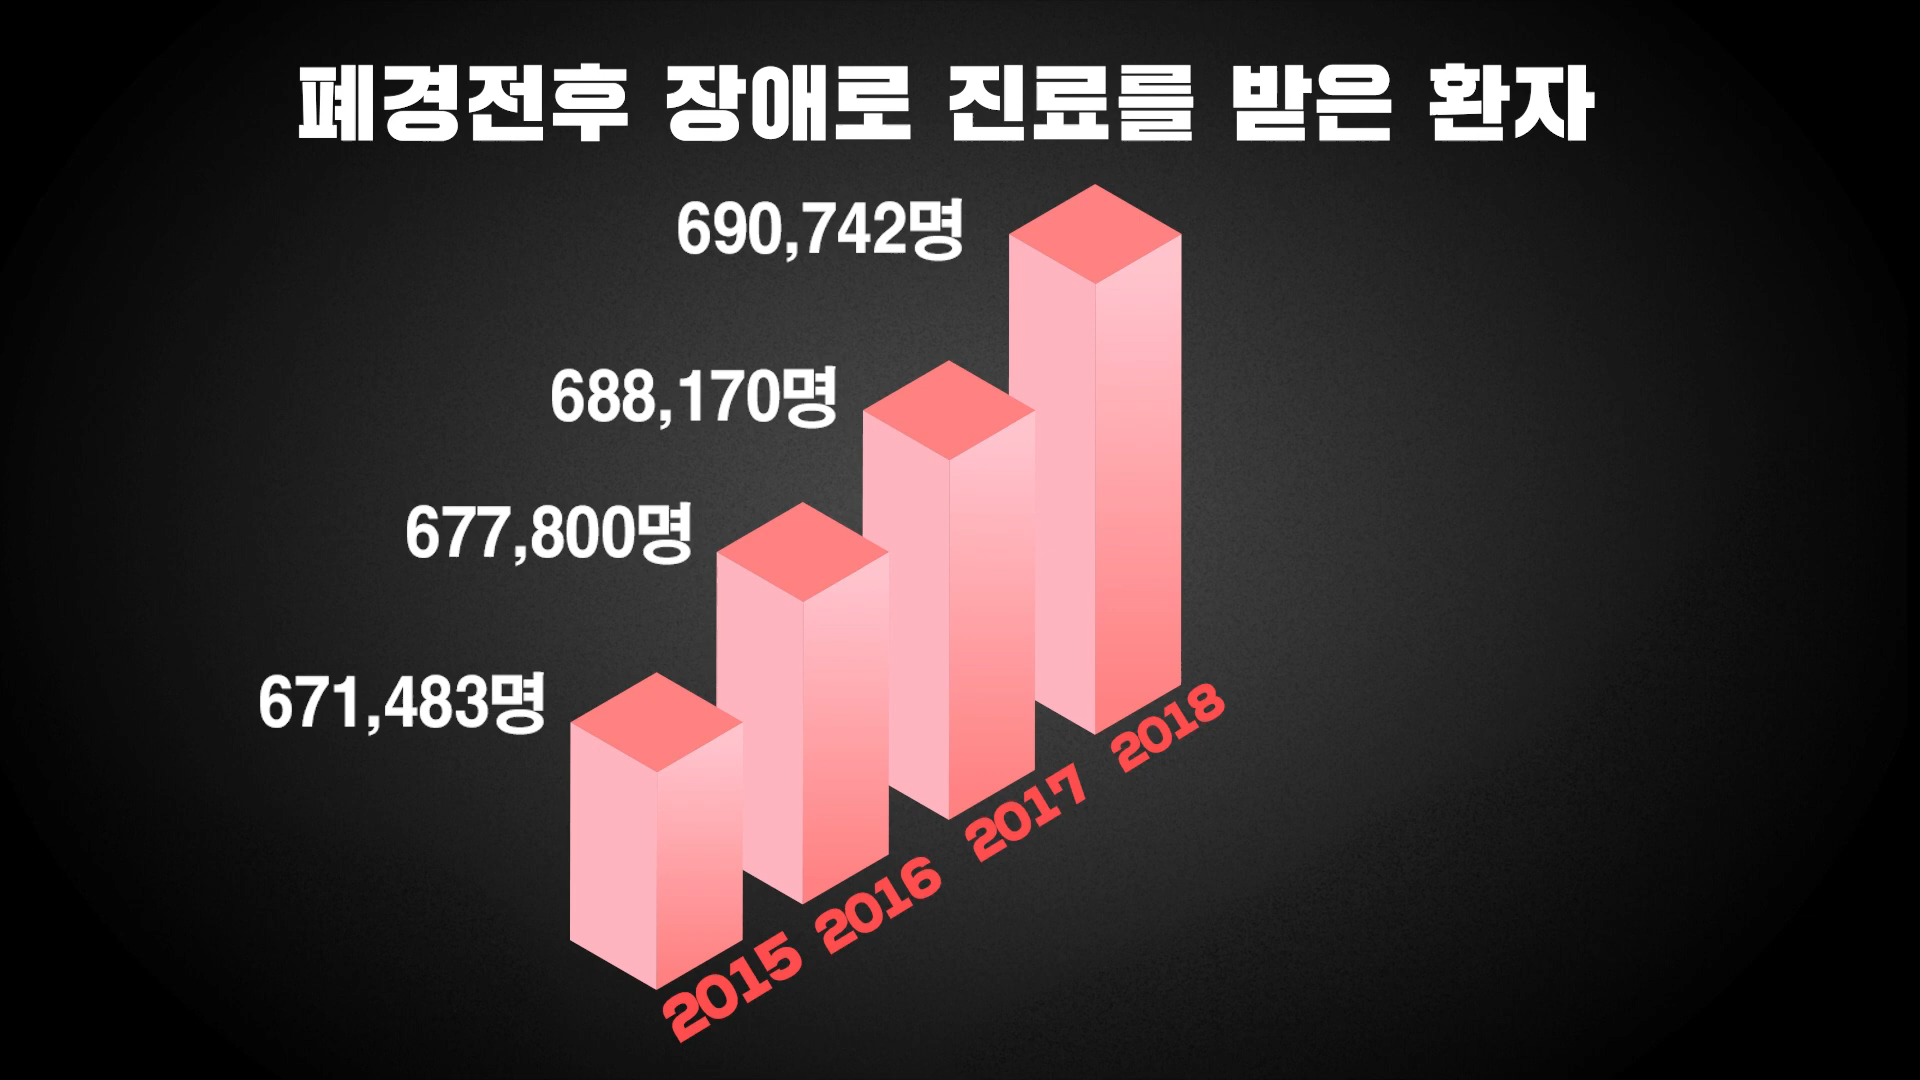 폐경전후 장애로 진료를 받은 환자
690,742명
688,170명
677,800명
671,483명
2015 2016 2017 2018